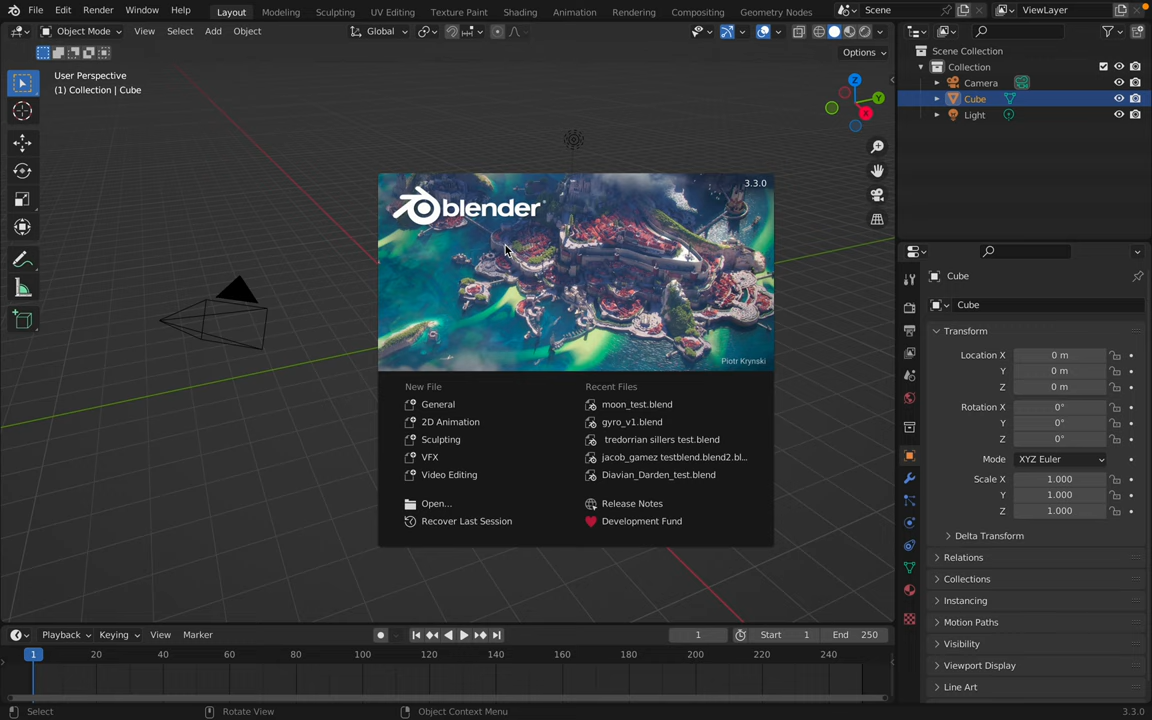 File Edit Render Window Help Layout Modeling Sculpting UV Editing Texture Paint Shading Animation Rendering Compositing Geometry Nodes Scene ViewLayer
Object Mode View Select Add Object Global
Options
User Perspective
(1) Collection | Cube
X
Y
Z
Scene Collection
Collection
Camera
Cube
Light
3.3.0
blender
Piotr Krynski
New File
General
2D Animation
Sculpting
VFX
Video Editing
Open...
Recover Last Session
Recent Files
moon_test.blend
gyro_v1.blend
tredorrian sillers test.blend
jacob_gamez testblend.blend2.bl...
Diavian_Darden_test.blend
Release Notes
Development Fund
Cube
Cube
Transform
Location X 0 m
Y 0 m
Z 0 m
Rotation X 0°
Y 0°
Z 0°
Mode XYZ Euler
Scale X 1.000
Y 1.000
Z 1.000
Delta Transform
Relations
Collections
Instancing
Motion Paths
Visibility
Viewport Display
Line Art
Playback Keying View Marker 1 Start 1 End 250
1 20 40 60 80 100 120 140 160 180 200 220 240
Select Rotate View Object Context Menu 3.3.0